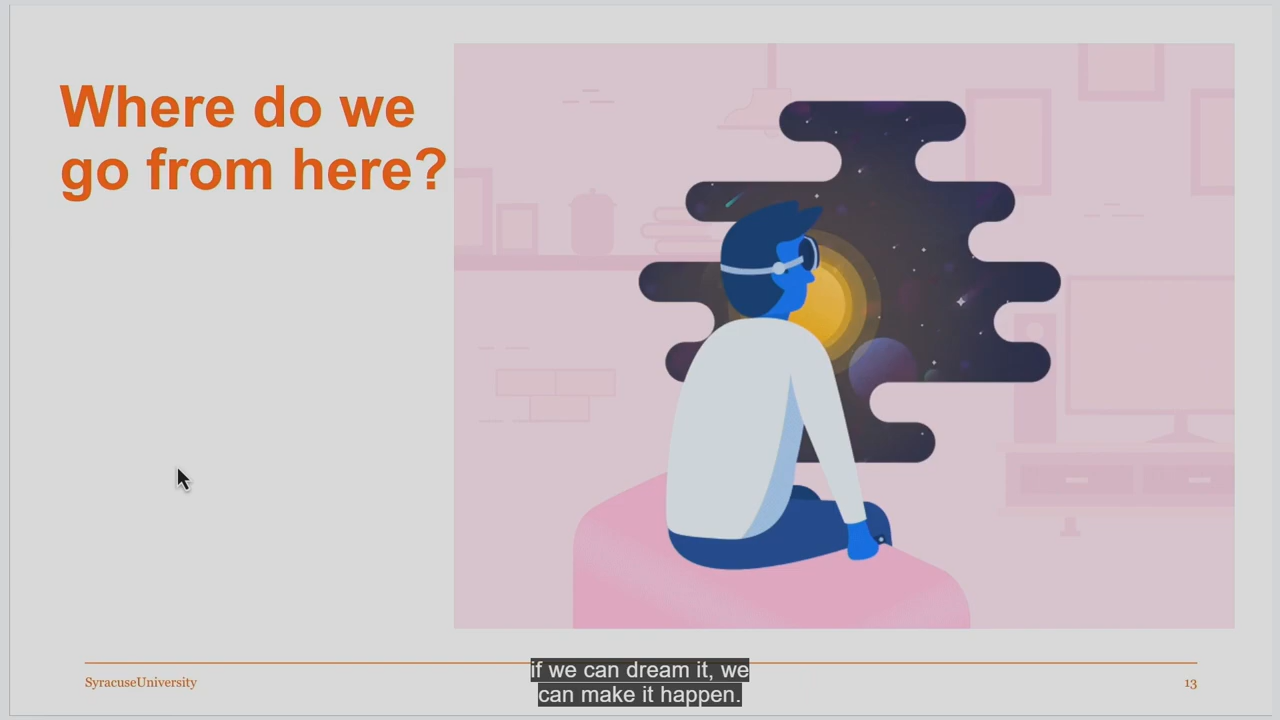 Where do we
go from here?
if we can dream it, we
can make it happen.
SyracuseUniversity
13